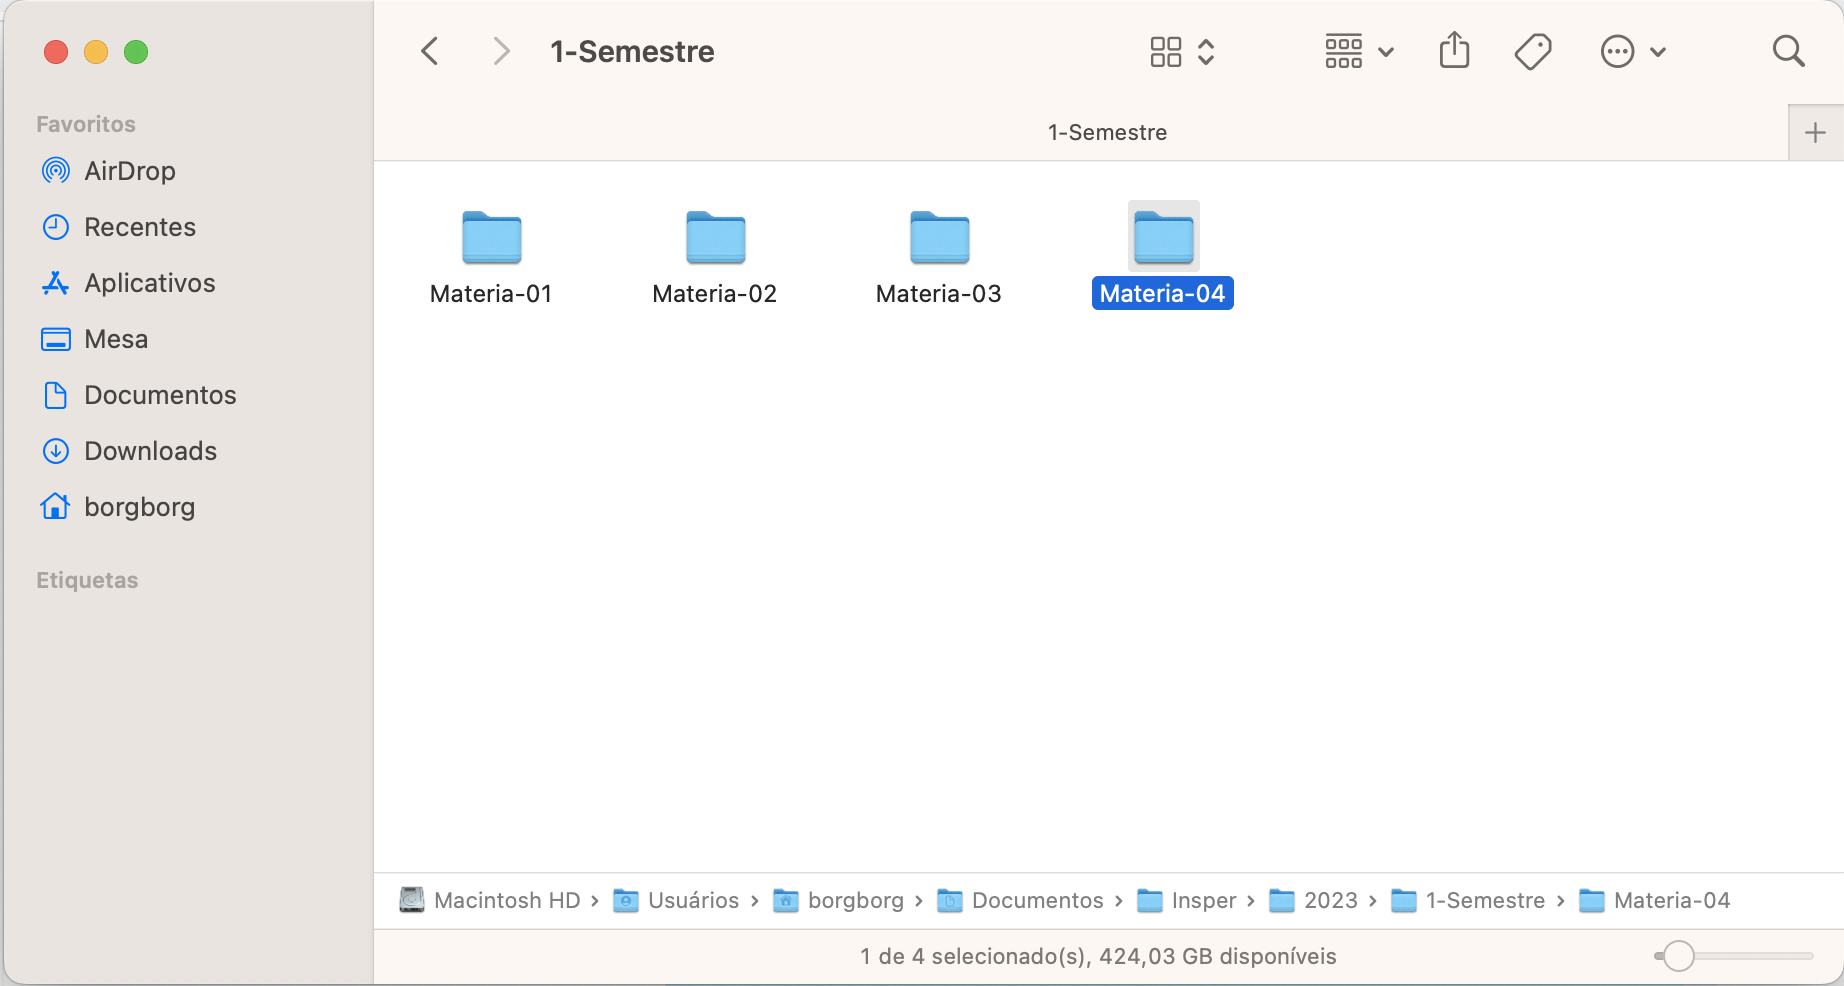 1-Semestre
Favoritos
AirDrop
Recentes
Aplicativos
Mesa
Documentos
Downloads
borgborg
Etiquetas
1-Semestre
Materia-01
Materia-02
Materia-03
Materia-04
Macintosh HD › Usuários › borgborg › Documentos › Insper › 2023 › 1-Semestre › Materia-04
1 de 4 selecionado(s), 424,03 GB disponíveis